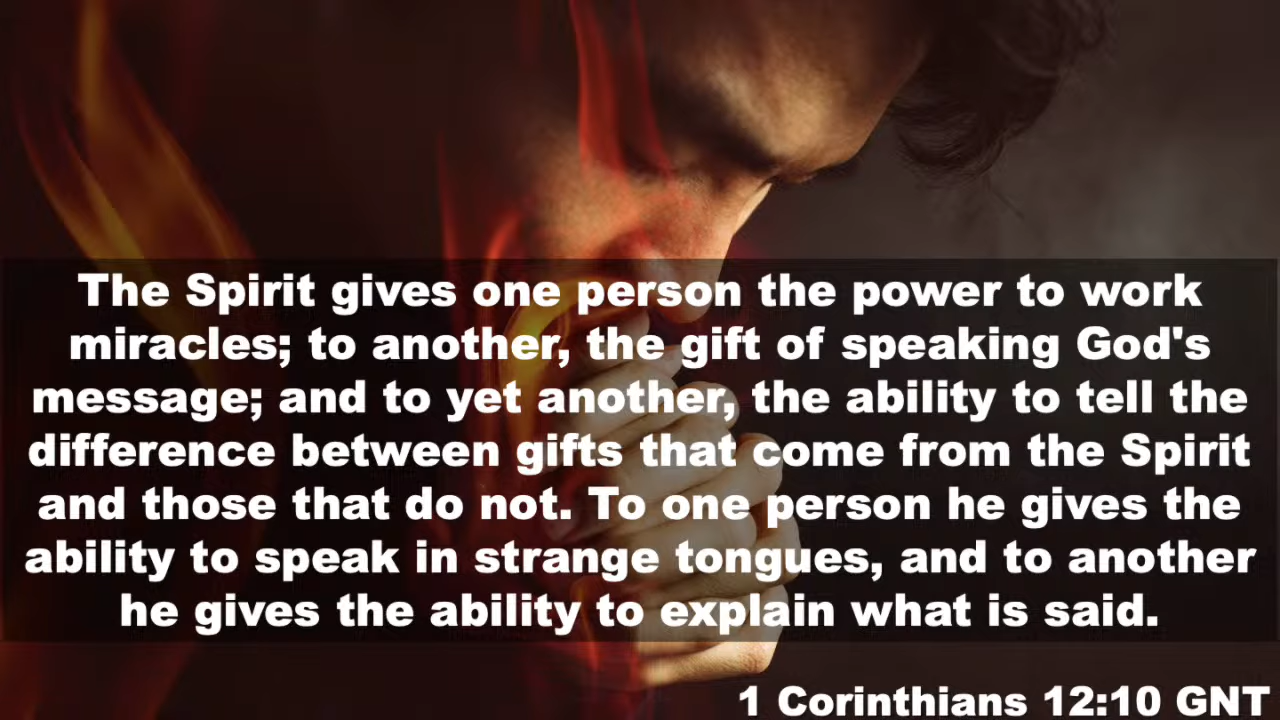 The Spirit gives one person the power to work
miracles; to another, the gift of speaking God's
message; and to yet another, the ability to tell the
difference between gifts that come from the Spirit
and those that do not. To one person he gives the
ability to speak in strange tongues, and to another
he gives the ability to explain what is said.
1 Corinthians 12:10 GNT